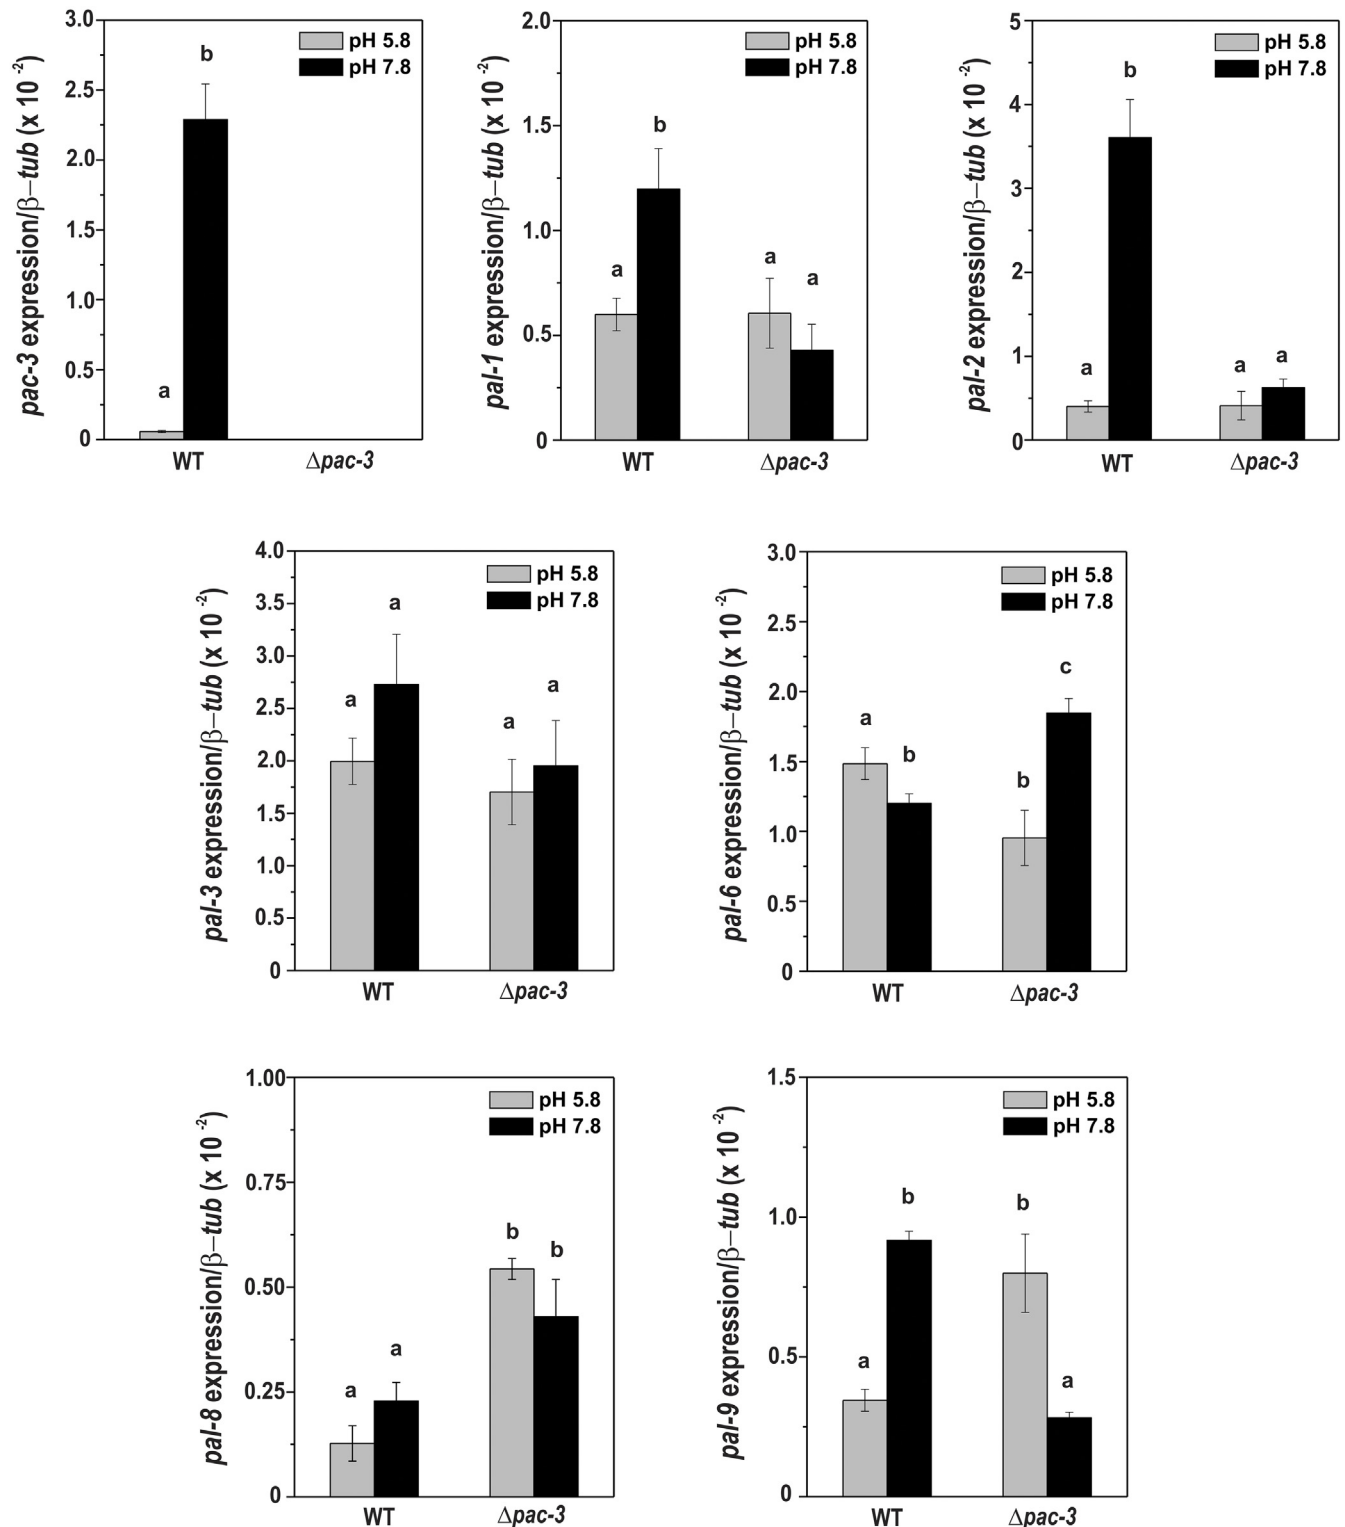 pac-3 expression/β–tub (x 10 -2)
3.0
2.5
2.0
1.5
1.0
0.5
0
pH 5.8
pH 7.8
a
b
WT
Δpac-3
pal-1 expression/β–tub (x 10 -2)
2.0
1.5
1.0
0.5
0
pH 5.8
pH 7.8
a
b
a
a
WT
Δpac-3
pal-2 expression/β–tub (x 10 -2)
5
4
3
2
1
0
pH 5.8
pH 7.8
a
b
a
a
WT
Δpac-3
pal-3 expression/β–tub (x 10 -2)
4.0
3.5
3.0
2.5
2.0
1.5
1.0
0.5
0
pH 5.8
pH 7.8
a
a
a
a
WT
Δpac-3
pal-6 expression/β–tub (x 10 -2)
3.0
2.5
2.0
1.5
1.0
0.5
0
pH 5.8
pH 7.8
a
b
b
c
WT
Δpac-3
pal-8 expression/β–tub (x 10 -2)
1.00
0.75
0.50
0.25
0
pH 5.8
pH 7.8
a
a
b
b
WT
Δpac-3
pal-9 expression/β–tub (x 10 -2)
1.5
1.0
0.5
0
pH 5.8
pH 7.8
a
b
b
a
WT
Δpac-3